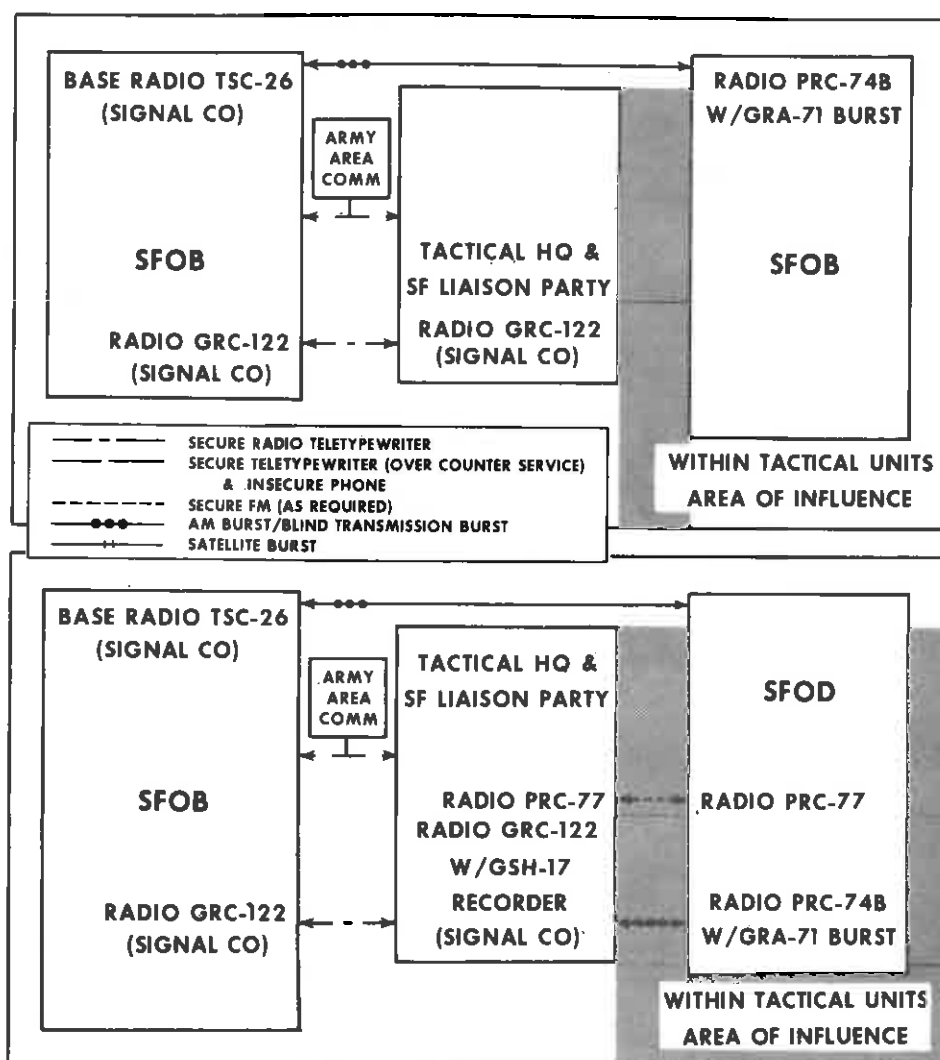 BASE RADIO TSC-26
(SIGNAL CO)
SFOB
RADIO GRC-122
(SIGNAL CO)
ARMY
AREA
COMM
TACTICAL HQ &
SF LIAISON PARTY
RADIO GRC-122
(SIGNAL CO)
RADIO PRC-74B
W/GRA-71 BURST
SFOB
WITHIN TACTICAL UNITS
AREA OF INFLUENCE
SECURE RADIO TELETYPEWRITER
SECURE TELETYPEWRITER (OVER COUNTER SERVICE)
& INSECURE PHONE
SECURE FM (AS REQUIRED)
AM BURST/BLIND TRANSMISSION BURST
SATELLITE BURST
BASE RADIO TSC-26
(SIGNAL CO)
SFOB
RADIO GRC-122
(SIGNAL CO)
ARMY
AREA
COMM
TACTICAL HQ &
SF LIAISON PARTY
RADIO PRC-77
RADIO GRC-122
W/GSH-17
RECORDER
(SIGNAL CO)
SFOD
RADIO PRC-77
RADIO PRC-74B
W/GRA-71 BURST
WITHIN TACTICAL UNITS
AREA OF INFLUENCE